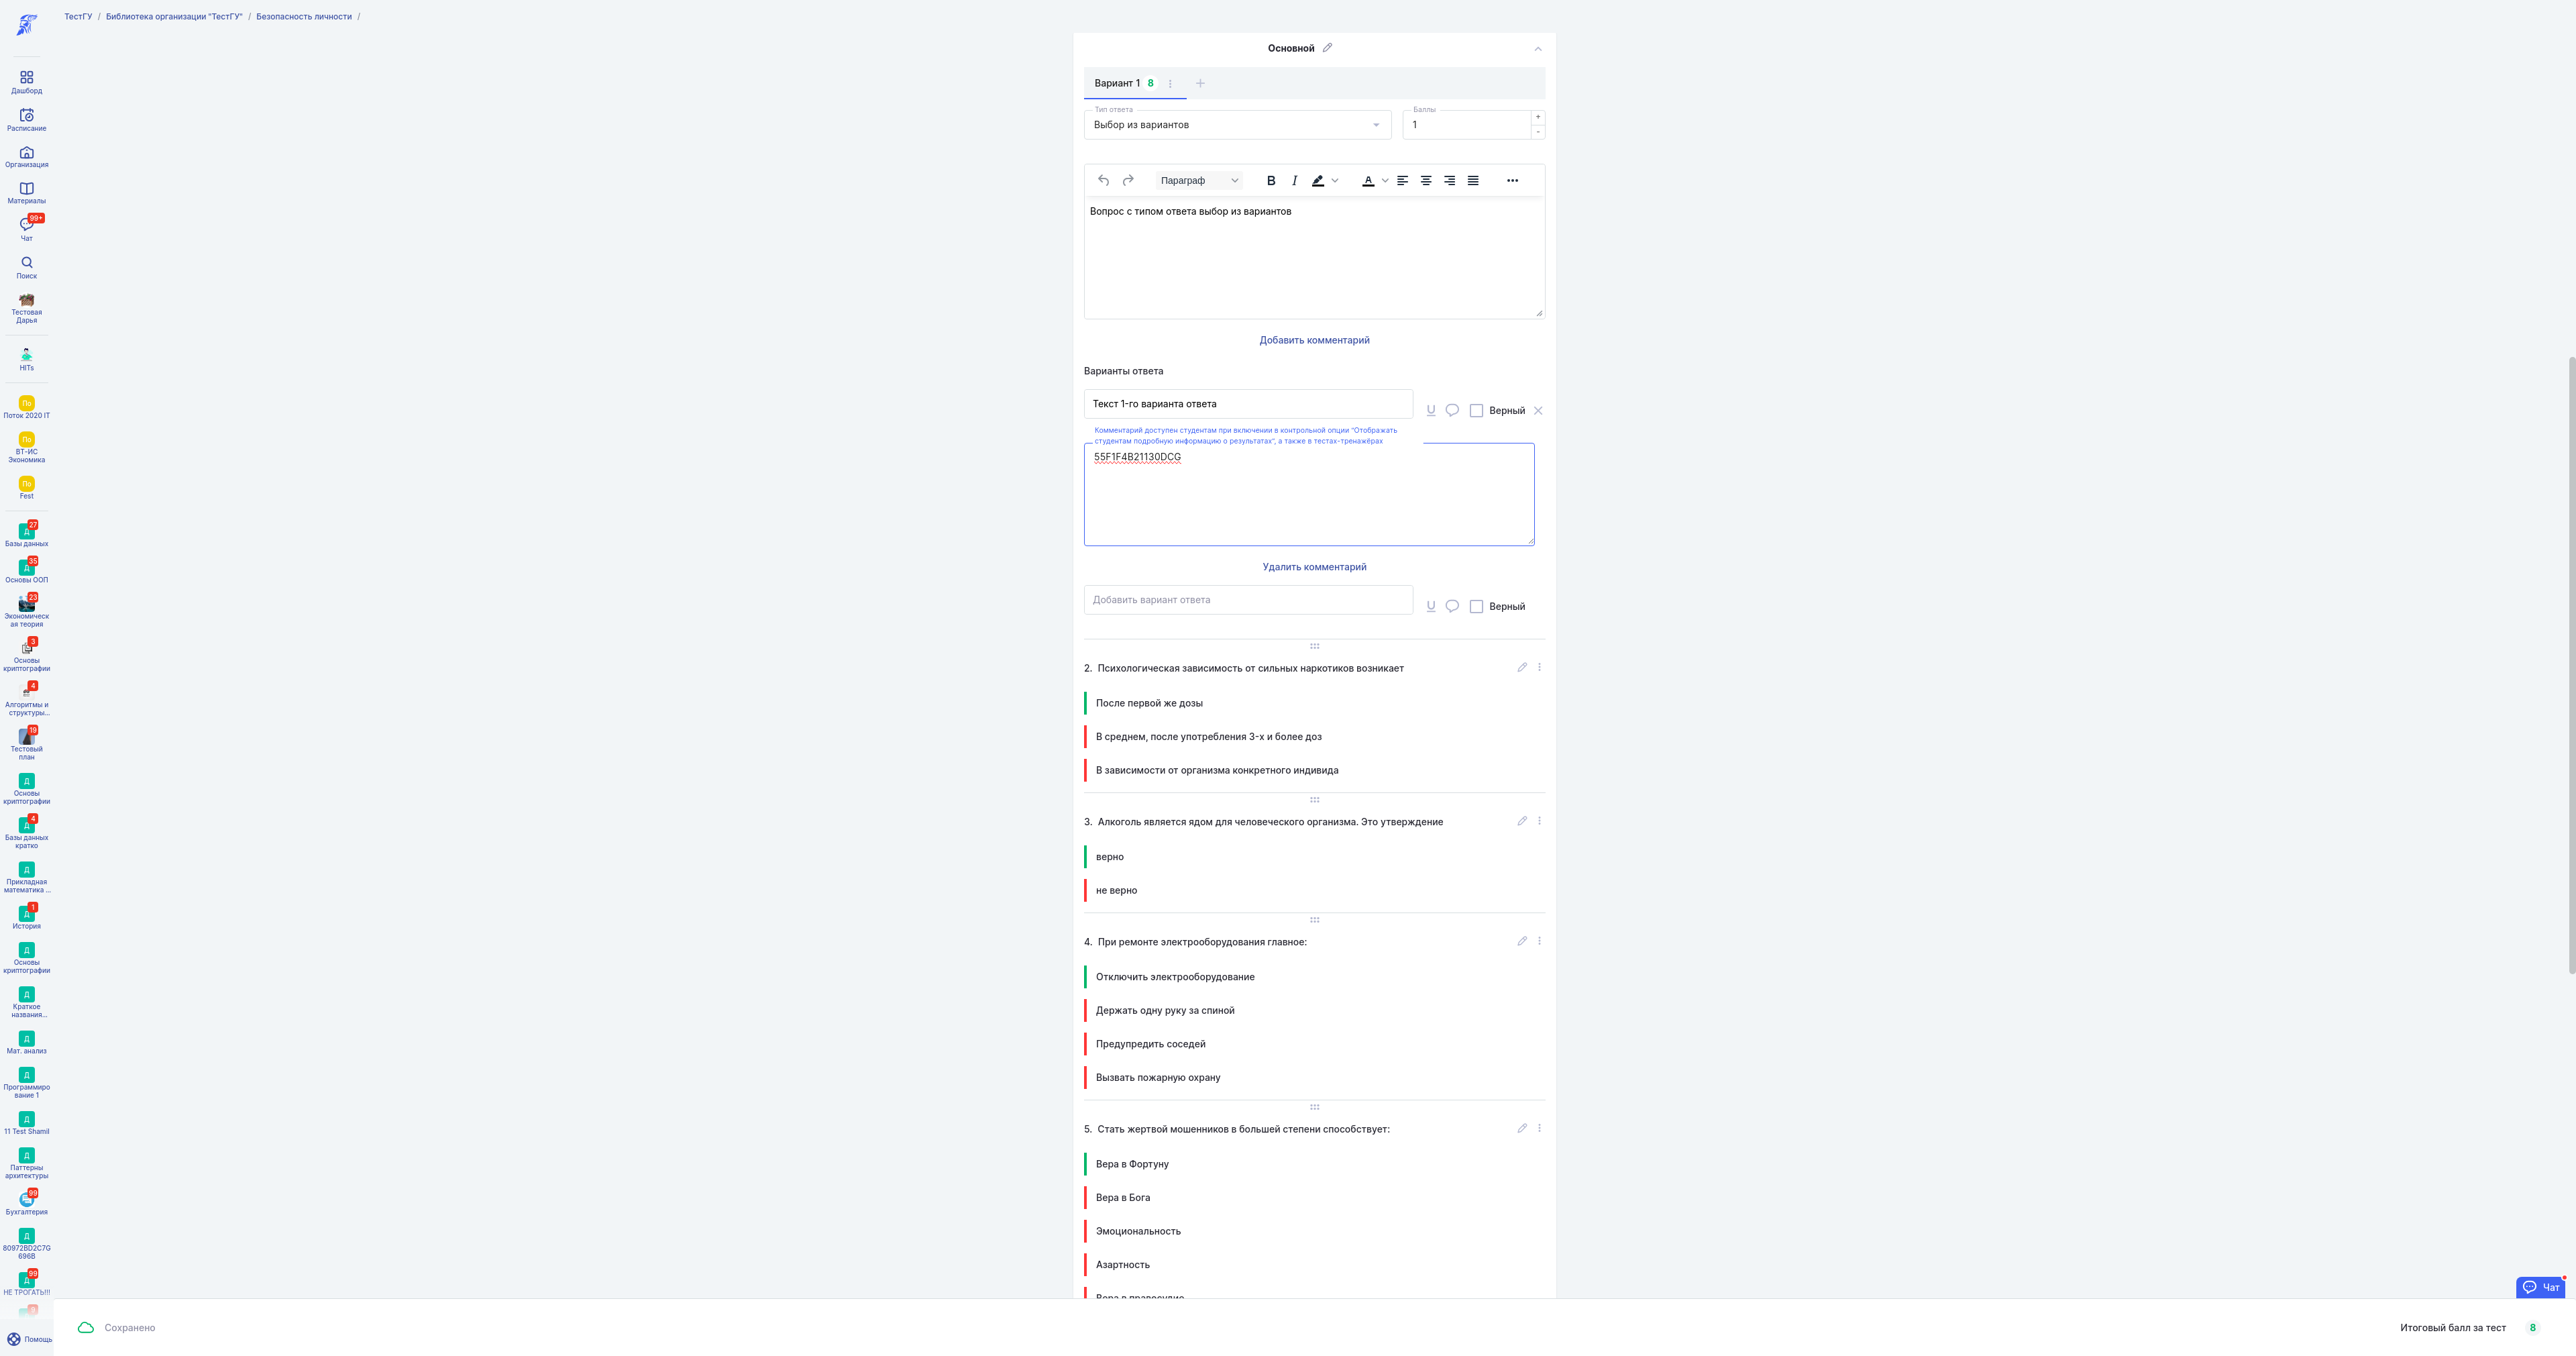 ТестГУ / Библиотека организации "ТестГУ" / Безопасность личности /
Дашборд
Расписание
Организация
Материалы
99+
Чат
Поиск
Тестовая
Дарья
HITs
По
Поток 2020 IT
По
ВТ-ИС
Экономика
По
Fest
27
Д
Базы данных
35
Д
Основы ООП
23
Экономическ
ая теория
3
Основы
криптографии
4
Алгоритмы и
структуры...
19
Тестовый
план
Д
Основы
криптографии
4
Д
Базы данных
кратко
Д
Прикладная
математика ...
1
Д
История
Д
Основы
криптографии
Д
Краткое
названия...
Д
Мат. анализ
Д
Программиро
вание 1
Д
11 Test Shamil
Д
Паттерны
архитектуры
99
Бухгалтерия
Д
80972BD2C7G
696B
99
Д
НЕ ТРОГАТЬ!!!
Помощь
Основной
Вариант 1 8
Тип ответа
Выбор из вариантов
Баллы
1
+
-
Параграф B I A
Вопрос с типом ответа выбор из вариантов
Добавить комментарий
Варианты ответа
Текст 1-го варианта ответа
Верный
Комментарий доступен студентам при включении в контрольной опции "Отображать
студентам подробную информацию о результатах", а также в тестах-тренажёрах
55F1F4B21130DCG
Удалить комментарий
Добавить вариант ответа
Верный
2. Психологическая зависимость от сильных наркотиков возникает
После первой же дозы
В среднем, после употребления 3-х и более доз
В зависимости от организма конкретного индивида
3. Алкоголь является ядом для человеческого организма. Это утверждение
верно
не верно
4. При ремонте электрооборудования главное:
Отключить электрооборудование
Держать одну руку за спиной
Предупредить соседей
Вызвать пожарную охрану
5. Стать жертвой мошенников в большей степени способствует:
Вера в Фортуну
Вера в Бога
Эмоциональность
Азартность
Вера в правосудие
Чат
Сохранено
Итоговый балл за тест 8